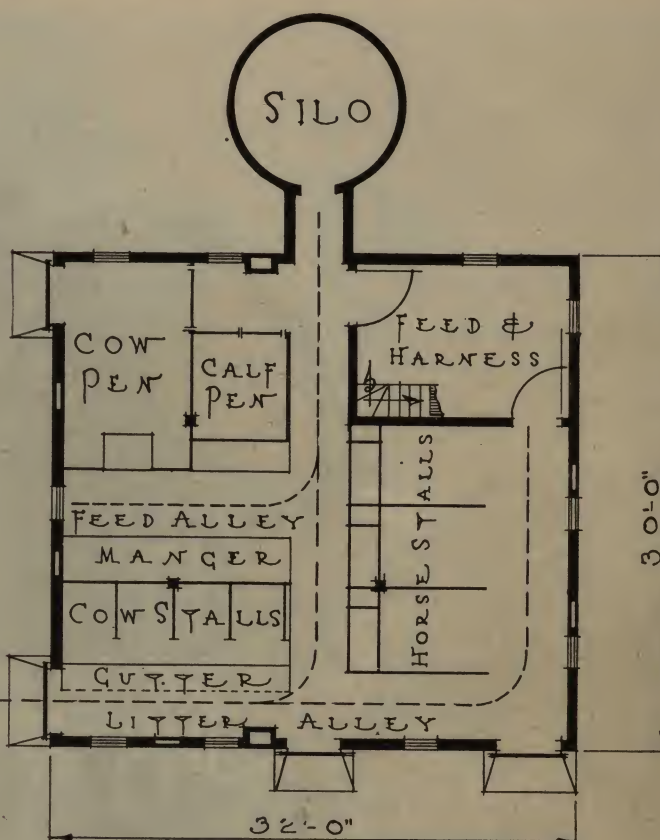 SILO
COW
PEN
CALF
PEN
FEED &
HARNESS
FEED ALLEY
MANGER
COW STALLS
HORSE STALLS
GUTTER
LITTER ALLEY
30'-0"
32'-0"